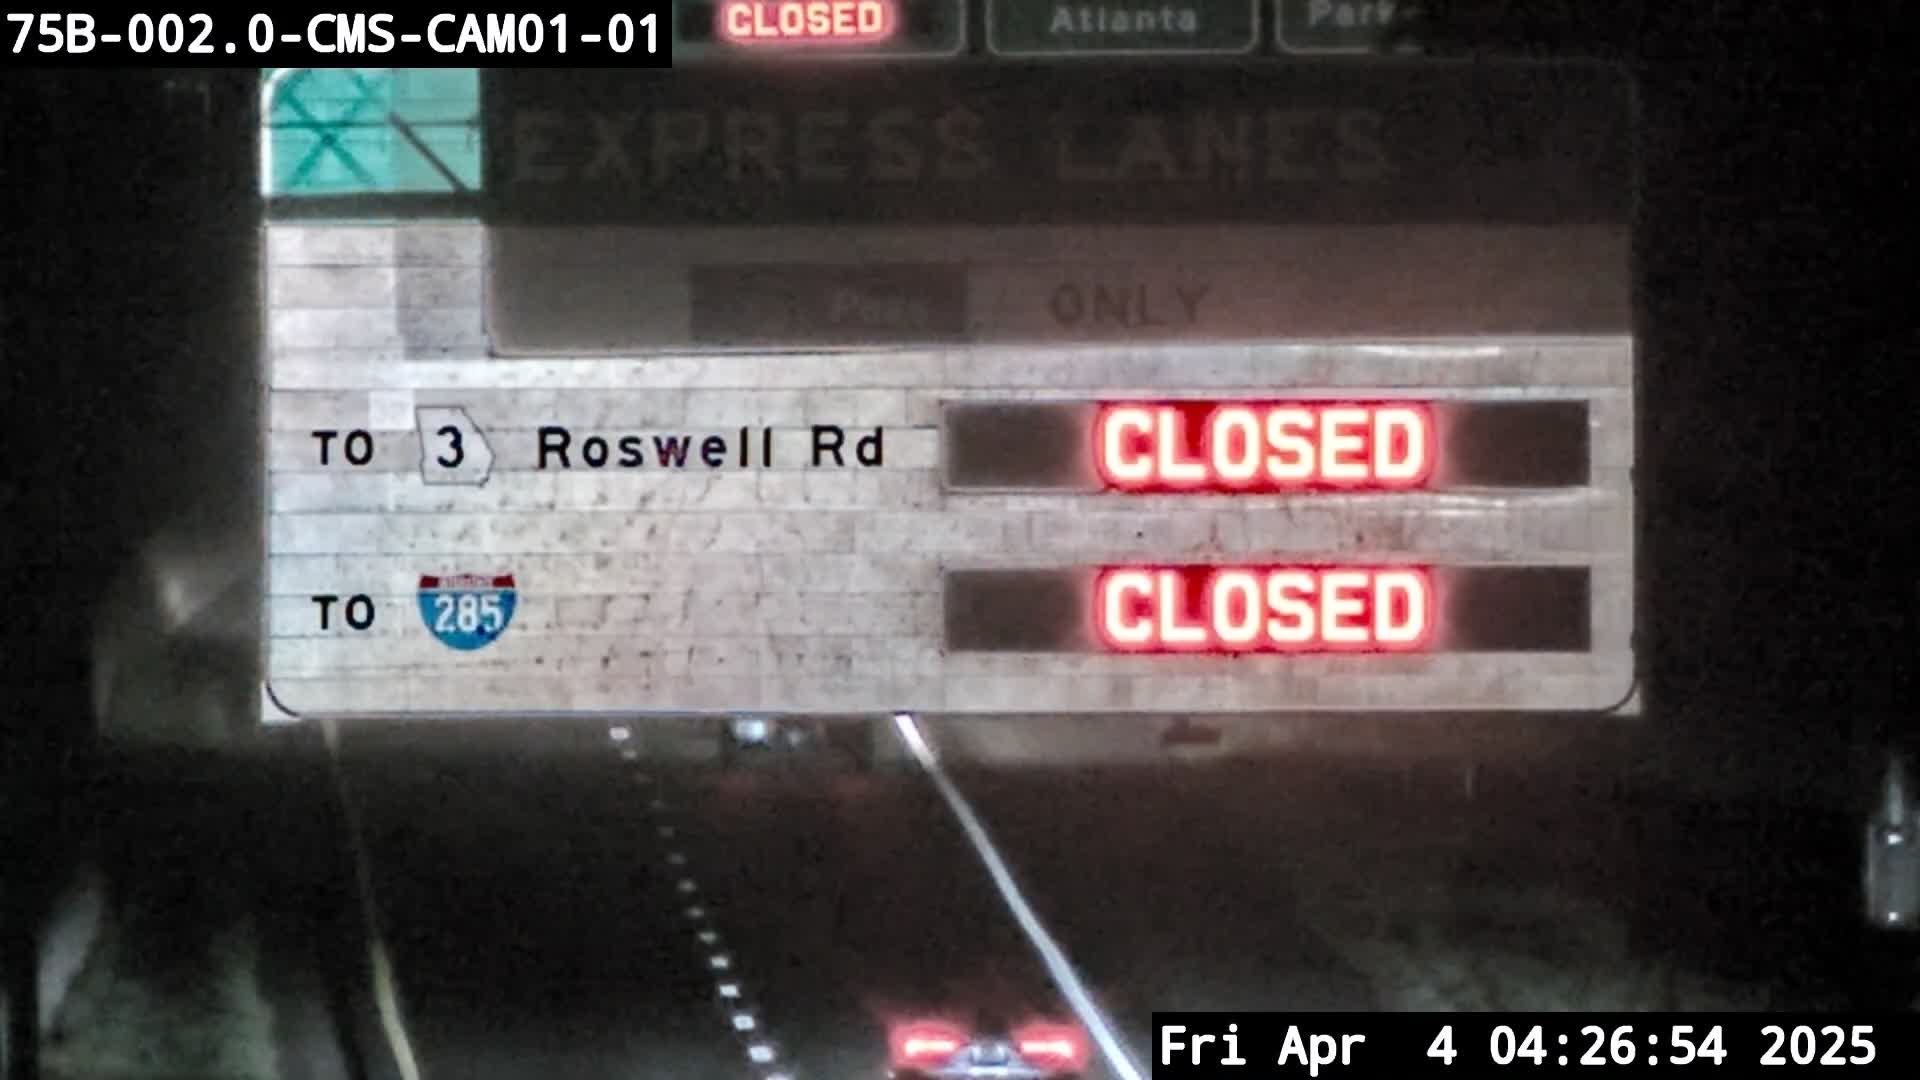 75B-002.0-CMS-CAM01-01
CLOSED
Atlanta
EXPRESS LANES
ONLY
TO 3 Roswell Rd CLOSED
TO 285 CLOSED
Fri Apr 4 04:26:54 2025